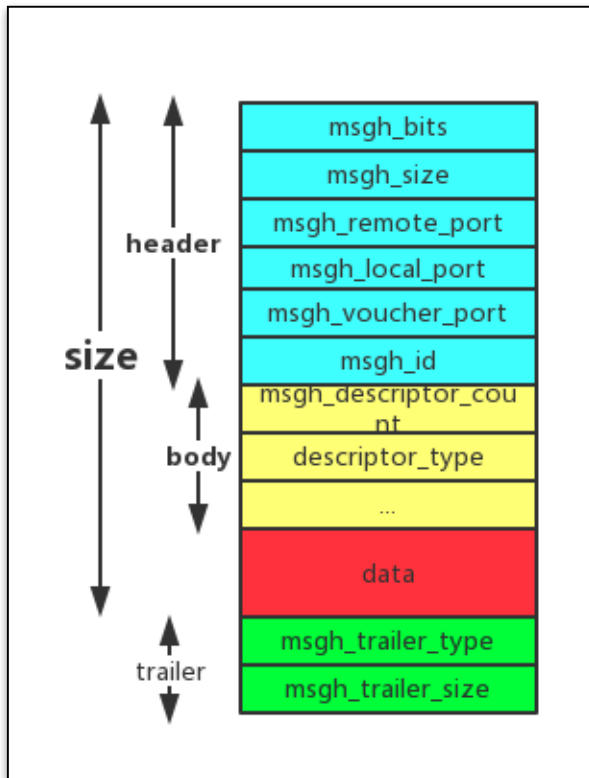 msgh_bits
msgh_size
msgh_remote_port
header
msgh_local_port
msgh_voucher_port
size
msgh_id
msgh_descriptor_cou
nt
body
descriptor_type
...
data
msgh_trailer_type
trailer
msgh_trailer_size